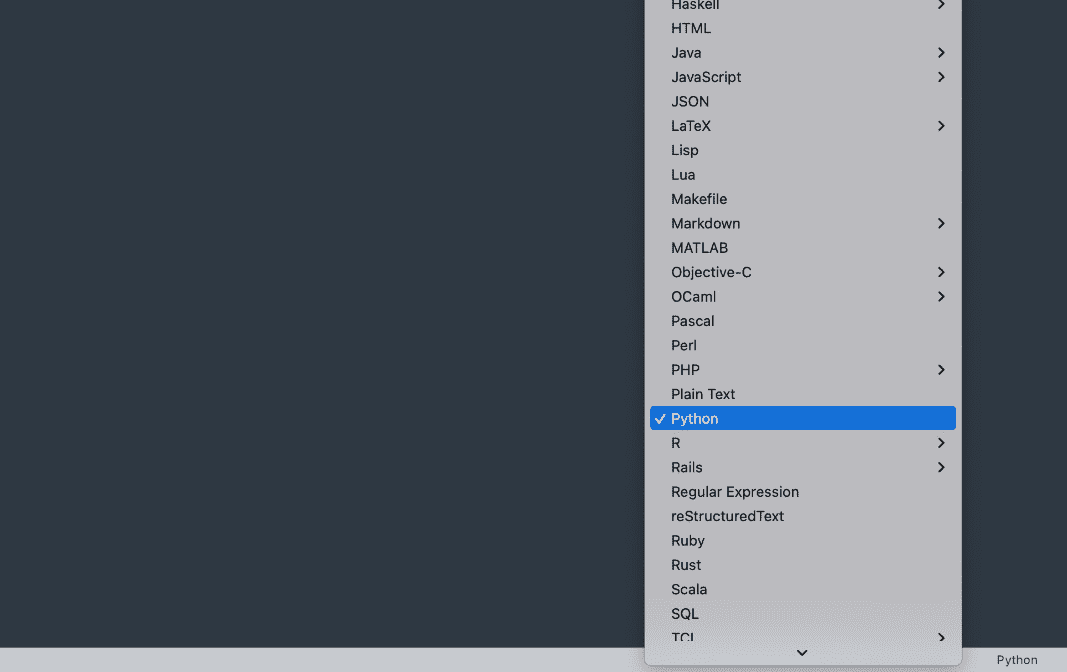 Haskell
HTML
Java
JavaScript
JSON
LaTeX
Lisp
Lua
Makefile
Markdown
MATLAB
Objective-C
OCaml
Pascal
Perl
PHP
Plain Text
Python
R
Rails
Regular Expression
reStructuredText
Ruby
Rust
Scala
SQL
TCL
Python